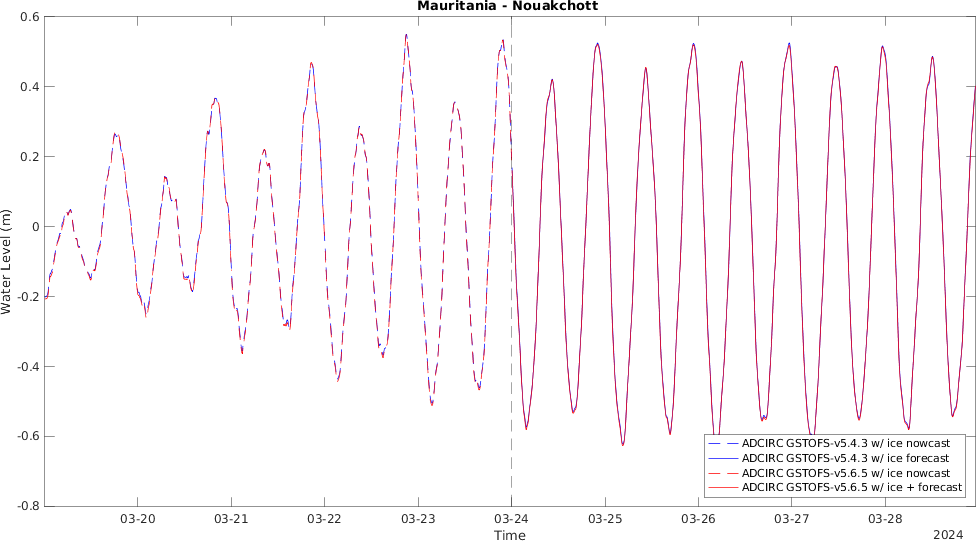 Mauritania - Nouakchott
0.6
0.4
0.2
0
-0.2
-0.4
-0.6
-0.8
Water Level (m)
ADCIRC GSTOFS-v5.4.3 w/ ice nowcast
ADCIRC GSTOFS-v5.4.3 w/ ice forecast
ADCIRC GSTOFS-v5.6.5 w/ ice nowcast
ADCIRC GSTOFS-v5.6.5 w/ ice + forecast
03-20 03-21 03-22 03-23 03-24 03-25 03-26 03-27 03-28
Time
2024